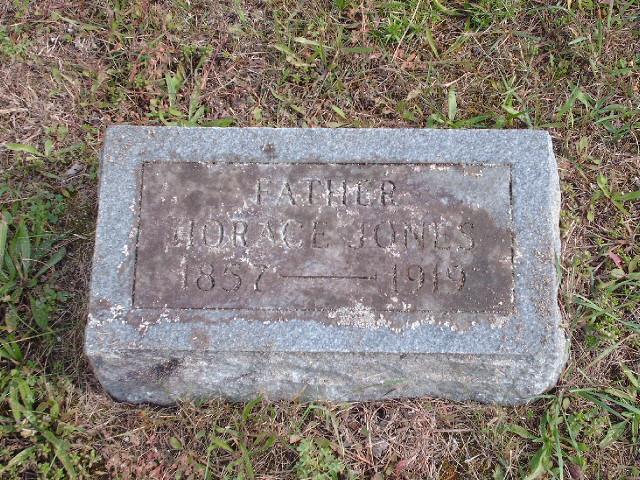 FATHER
HORACE JONES
1857 — 1919